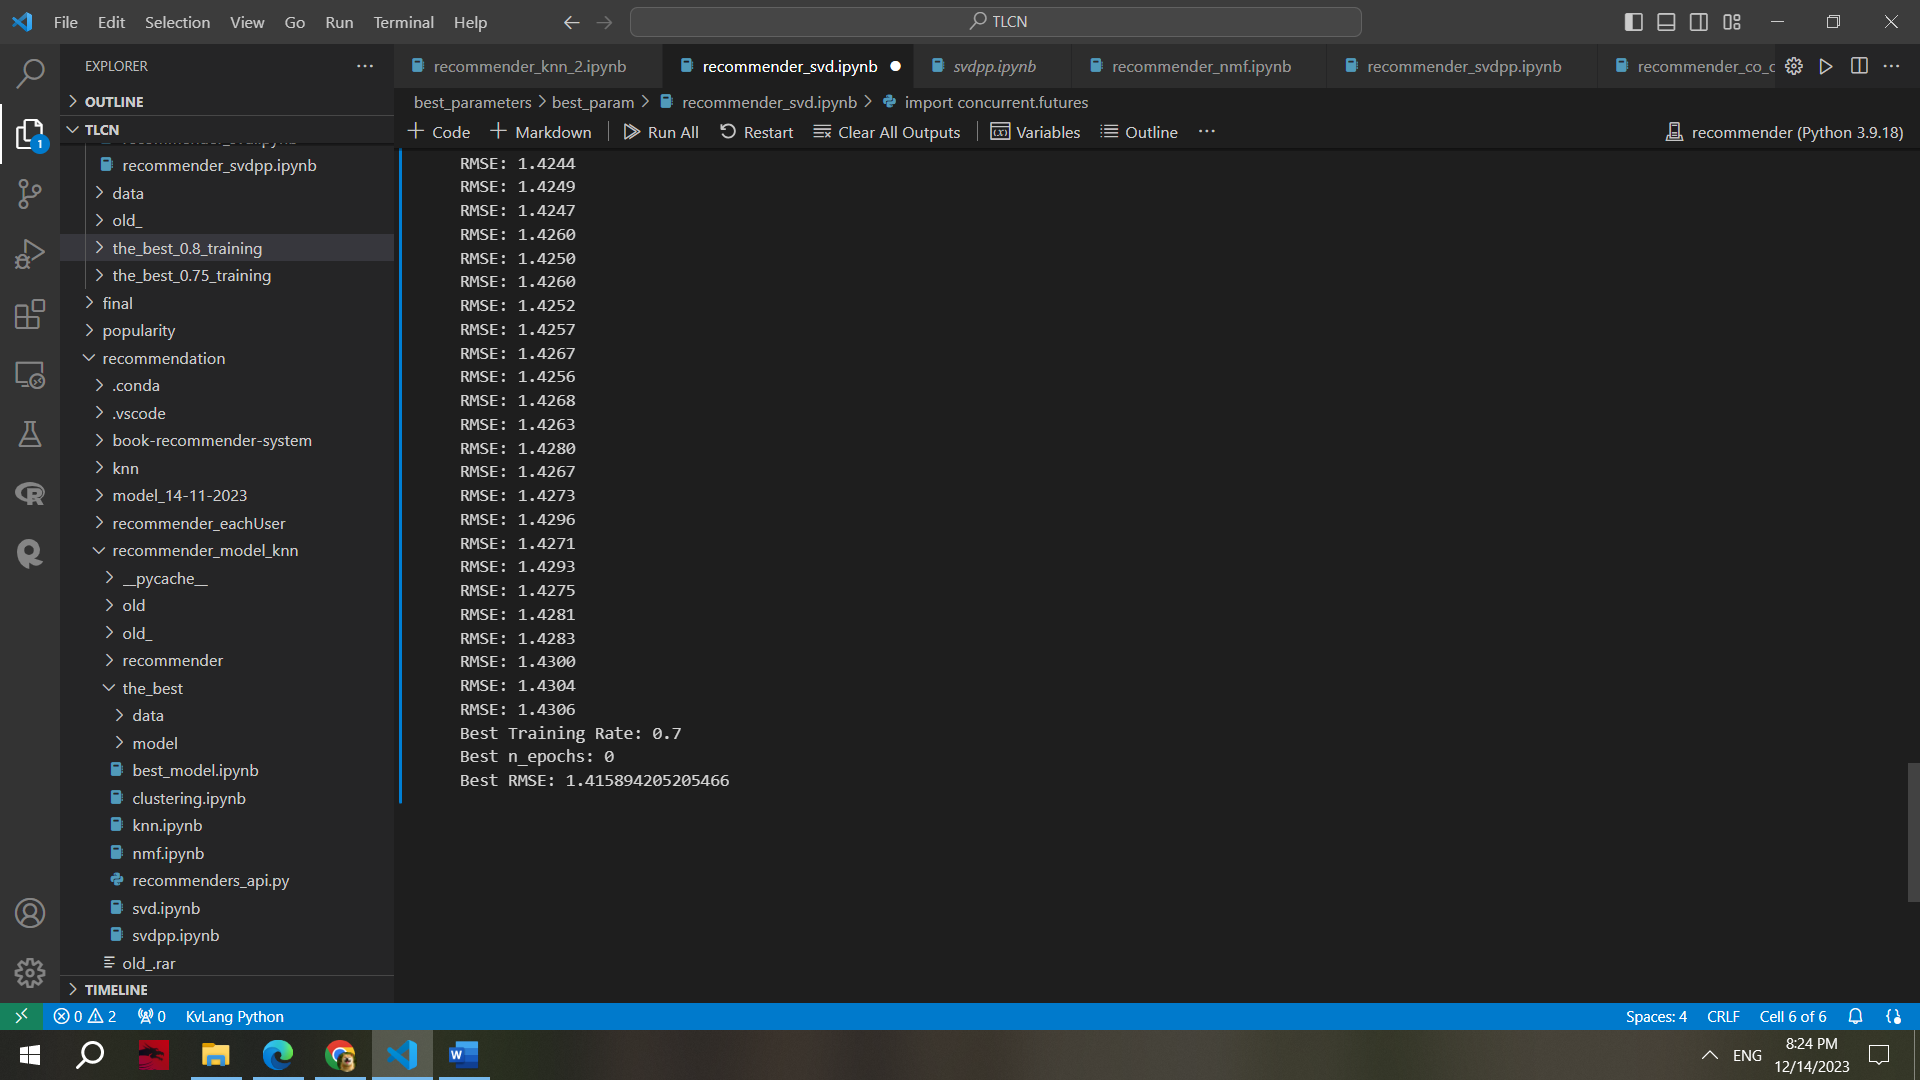 File Edit Selection View Go Run Terminal Help
TLCN
EXPLORER
OUTLINE
TLCN
recommender_svdpp.ipynb
data
old_
the_best_0.8_training
the_best_0.75_training
final
popularity
recommendation
.conda
.vscode
book-recommender-system
knn
model_14-11-2023
recommender_eachUser
recommender_model_knn
__pycache__
old
old_
recommender
the_best
data
model
best_model.ipynb
clustering.ipynb
knn.ipynb
nmf.ipynb
recommenders_api.py
svd.ipynb
svdpp.ipynb
old_.rar
TIMELINE
1
recommender_knn_2.ipynb recommender_svd.ipynb svdpp.ipynb recommender_nmf.ipynb recommender_svdpp.ipynb recommender_co_c
best_parameters > best_param > recommender_svd.ipynb > import concurrent.futures
+ Code + Markdown | Run All Restart Clear All Outputs | Variables Outline ... recommender (Python 3.9.18)
RMSE: 1.4244
RMSE: 1.4249
RMSE: 1.4247
RMSE: 1.4260
RMSE: 1.4250
RMSE: 1.4260
RMSE: 1.4252
RMSE: 1.4257
RMSE: 1.4267
RMSE: 1.4256
RMSE: 1.4268
RMSE: 1.4263
RMSE: 1.4280
RMSE: 1.4267
RMSE: 1.4273
RMSE: 1.4296
RMSE: 1.4271
RMSE: 1.4293
RMSE: 1.4275
RMSE: 1.4281
RMSE: 1.4283
RMSE: 1.4300
RMSE: 1.4304
RMSE: 1.4306
Best Training Rate: 0.7
Best n_epochs: 0
Best RMSE: 1.415894205205466
0 2 0 KvLang Python Spaces: 4 CRLF Cell 6 of 6
ENG
8:24 PM
12/14/2023